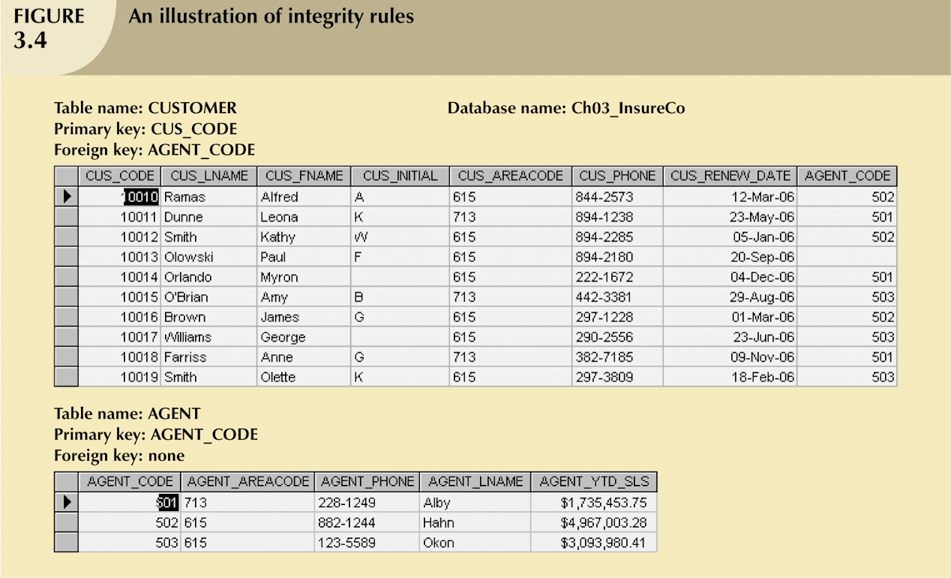 FIGURE 3.4
An illustration of integrity rules
Table name: CUSTOMER
Database name: Ch03_InsureCo
Primary key: CUS_CODE
Foreign key: AGENT_CODE
CUS_CODE CUS_LNAME CUS_FNAME CUS_INITIAL CUS_AREACODE CUS_PHONE CUS_RENEW_DATE AGENT_CODE
10010 Ramas Alfred A 615 844-2573 12-Mar-06 502
10011 Dunne Leona K 713 894-1238 23-May-06 501
10012 Smith Kathy W 615 894-2285 05-Jan-06 502
10013 Olowski Paul F 615 894-2180 20-Sep-06
10014 Orlando Myron 615 222-1672 04-Dec-06 501
10015 O'Brian Amy B 713 442-3381 29-Aug-06 503
10016 Brown James G 615 297-1228 01-Mar-06 502
10017 Williams George 615 290-2556 23-Jun-06 503
10018 Farriss Anne G 713 382-7185 09-Nov-06 501
10019 Smith Olette K 615 297-3809 18-Feb-06 503
Table name: AGENT
Primary key: AGENT_CODE
Foreign key: none
AGENT_CODE AGENT_AREACODE AGENT_PHONE AGENT_LNAME AGENT_YTD_SLS
501 713 228-1249 Alby $1,735,453.75
502 615 882-1244 Hahn $4,967,003.28
503 615 123-5589 Okon $3,093,980.41